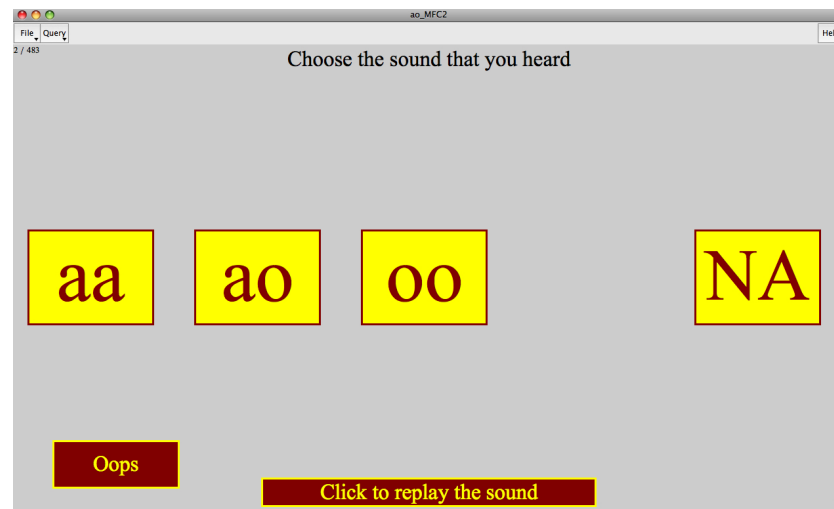 ao_MFC2
File Query Hel
2 / 483
Choose the sound that you heard
aa ao oo NA
Oops
Click to replay the sound